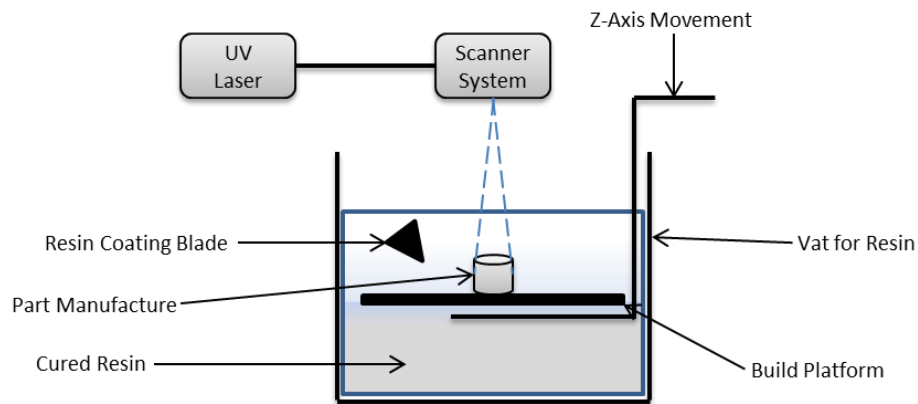 Z-Axis Movement
UV
Laser
Scanner
System
Resin Coating Blade
Vat for Resin
Part Manufacture
Cured Resin
Build
Platform